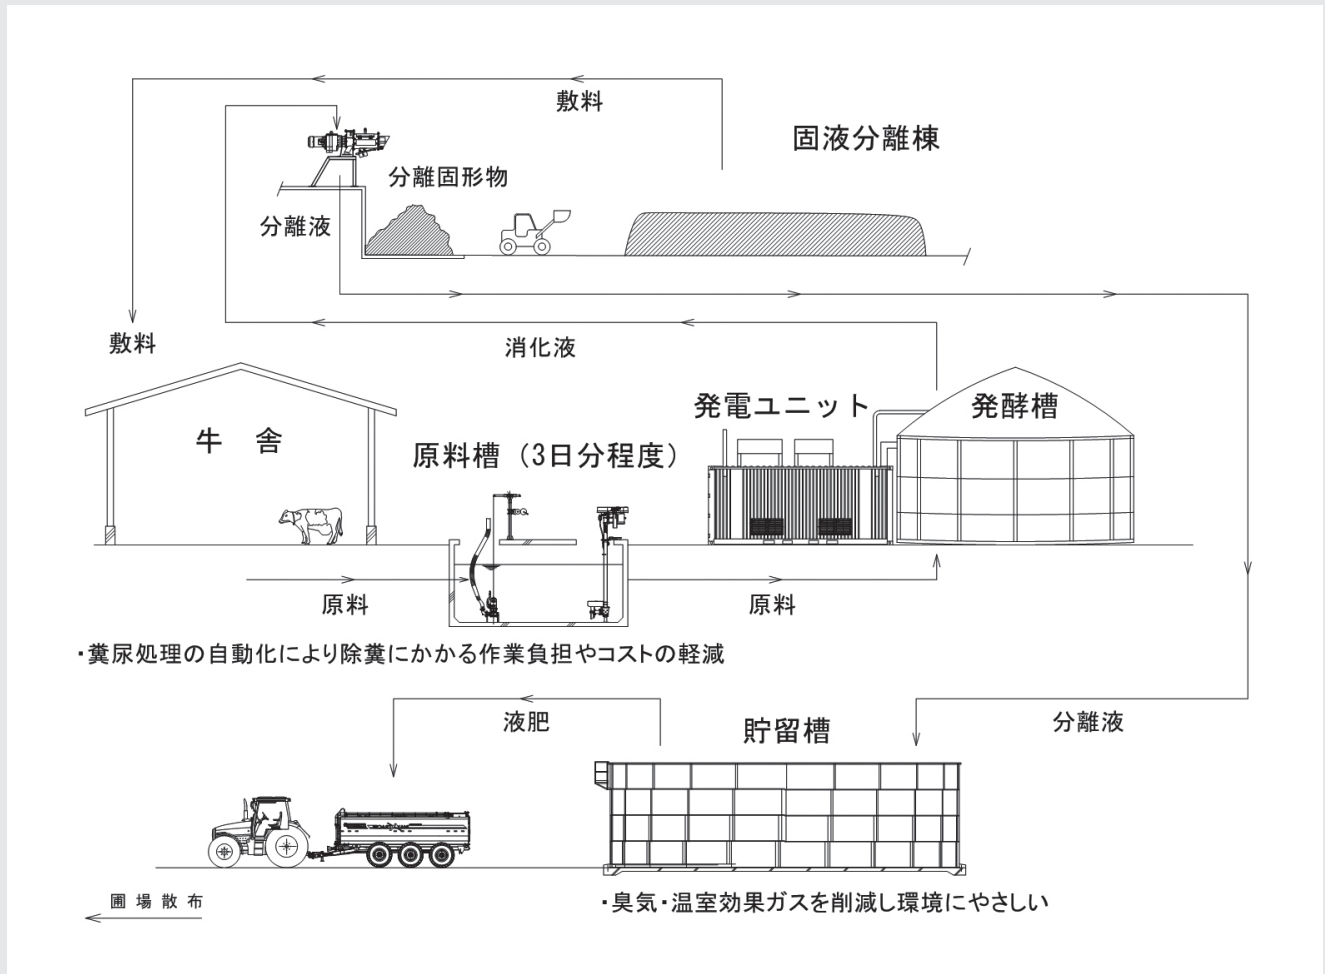 敷料
固液分離棟
分離固形物
分離液
敷料
消化液
発電ユニット
発酵槽
牛　舎
原料槽（3日分程度）
原料
原料
・糞尿処理の自動化により除糞にかかる作業負担やコストの軽減
液肥
貯留槽
分離液
圃場散布
・臭気・温室効果ガスを削減し環境にやさしい